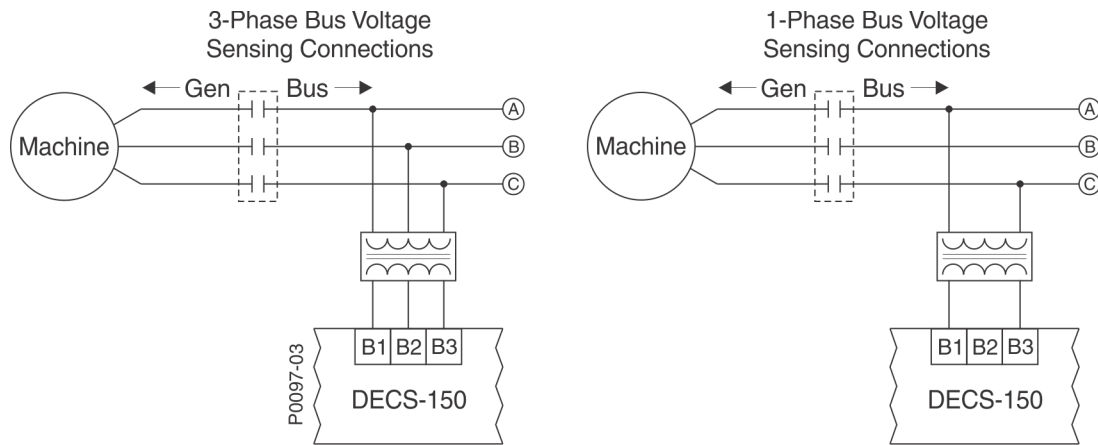 3-Phase Bus Voltage
Sensing Connections
Gen Bus
Machine
A
B
C
B1 B2 B3
DECS-150
P0097-03
1-Phase Bus Voltage
Sensing Connections
Gen Bus
Machine
A
B
C
B1 B2 B3
DECS-150